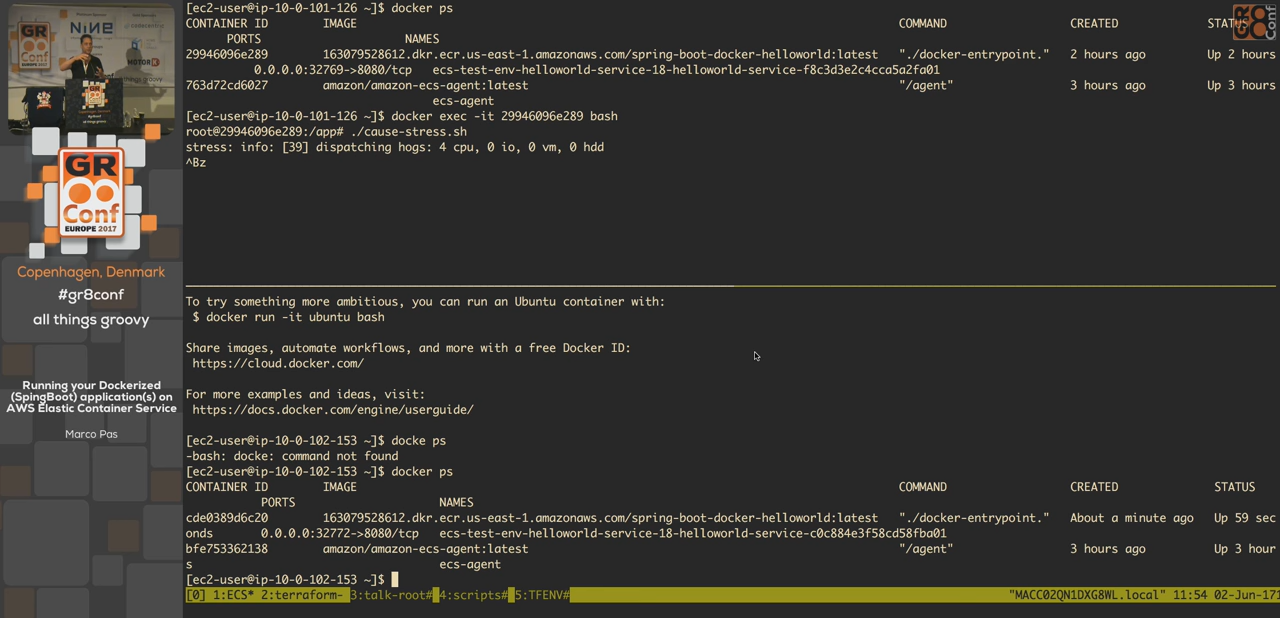 GR
Conf
NINE
MOTORK
things groovy
GR
Conf
EUROPE 2017
Copenhagen, Denmark
#gr8conf
all things groovy
Running your Dockerized
(SpingBoot) application(s) on
AWS Elastic Container Service
Marco Pas
GR
Conf
[ec2-user@ip-10-0-101-126 ~]$ docker ps
CONTAINER ID IMAGE COMMAND CREATED STATUS
PORTS NAMES
29946096e289 163079528612.dkr.ecr.us-east-1.amazonaws.com/spring-boot-docker-helloworld:latest "./docker-entrypoint." 2 hours ago Up 2 hours
0.0.0.0:32769->8080/tcp ecs-test-env-helloworld-service-18-helloworld-service-f8c3d3e2c4cca5a2fa01
763d72cd6027 amazon/amazon-ecs-agent:latest "/agent" 3 hours ago Up 3 hours
ecs-agent
[ec2-user@ip-10-0-101-126 ~]$ docker exec -it 29946096e289 bash
root@29946096e289:/app# ./cause-stress.sh
stress: info: [39] dispatching hogs: 4 cpu, 0 io, 0 vm, 0 hdd
^Bz
To try something more ambitious, you can run an Ubuntu container with:
$ docker run -it ubuntu bash
Share images, automate workflows, and more with a free Docker ID:
https://cloud.docker.com/
For more examples and ideas, visit:
https://docs.docker.com/engine/userguide/
[ec2-user@ip-10-0-102-153 ~]$ docke ps
-bash: docke: command not found
[ec2-user@ip-10-0-102-153 ~]$ docker ps
CONTAINER ID IMAGE COMMAND CREATED STATUS
PORTS NAMES
cde0389d6c20 163079528612.dkr.ecr.us-east-1.amazonaws.com/spring-boot-docker-helloworld:latest "./docker-entrypoint." About a minute ago Up 59 sec
onds 0.0.0.0:32772->8080/tcp ecs-test-env-helloworld-service-18-helloworld-service-c0c884e3f58cd58fba01
bfe753362138 amazon/amazon-ecs-agent:latest "/agent" 3 hours ago Up 3 hour
s ecs-agent
[ec2-user@ip-10-0-102-153 ~]$
[0] 1:ECS* 2:terraform- 3:talk-root# 4:scripts# 5:TFENV# "MACC02QN1DXG8WL.local" 11:54 02-Jun-171